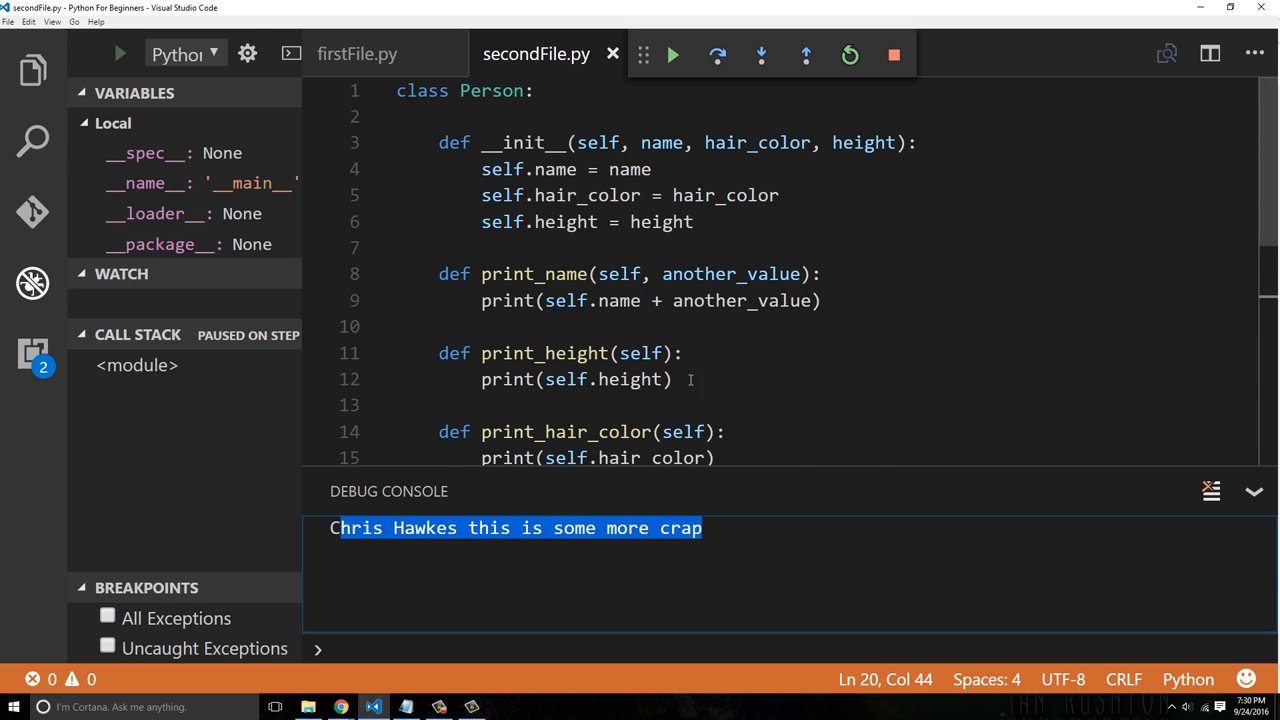 secondFile.py - Python For Beginners - Visual Studio Code
File Edit View Go Help
Python
firstFile.py
secondFile.py
VARIABLES
Local
__spec__: None
__name__: '__main__'
__loader__: None
__package__: None
WATCH
CALL STACK PAUSED ON STEP
<module>
BREAKPOINTS
All Exceptions
Uncaught Exceptions
2
1 class Person:
2
3 def __init__(self, name, hair_color, height):
4 self.name = name
5 self.hair_color = hair_color
6 self.height = height
7
8 def print_name(self, another_value):
9 print(self.name + another_value)
10
11 def print_height(self):
12 print(self.height)
13
14 def print_hair_color(self):
15 print(self.hair_color)
DEBUG CONSOLE
Chris Hawkes this is some more crap
0 0
Ln 20, Col 44 Spaces: 4 UTF-8 CRLF Python
I'm Cortana. Ask me anything.
7:30 PM
9/24/2016